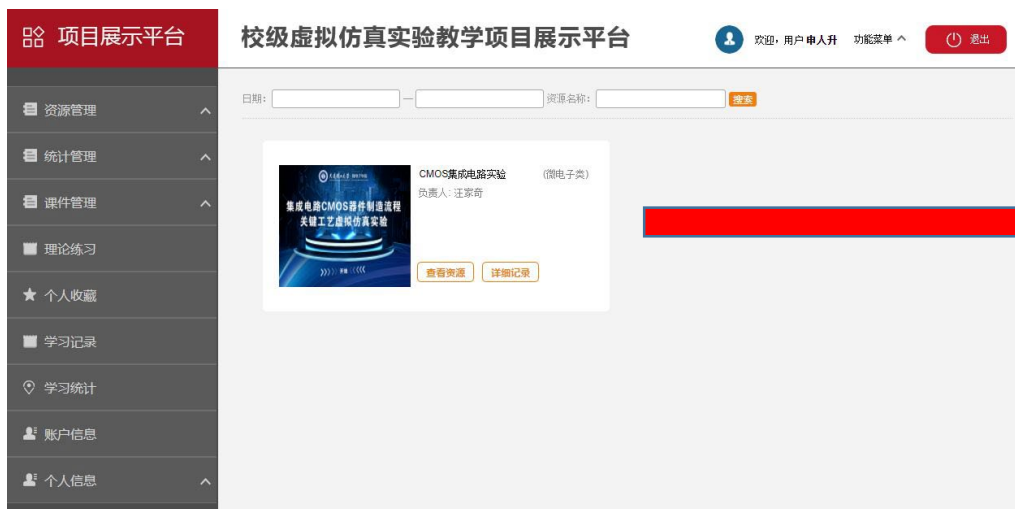 项目展示平台
校级虚拟仿真实验教学项目展示平台
欢迎，用户申人升 功能菜单 退出
日期： — 资源名称： 搜索
资源管理
统计管理
课件管理
理论练习
个人收藏
学习记录
学习统计
账户信息
个人信息
集成电路CMOS器件制造流程
关键工艺虚拟仿真实验
CMOS集成电路实验 (微电子类)
负责人: 汪家奇
查看资源 详细记录